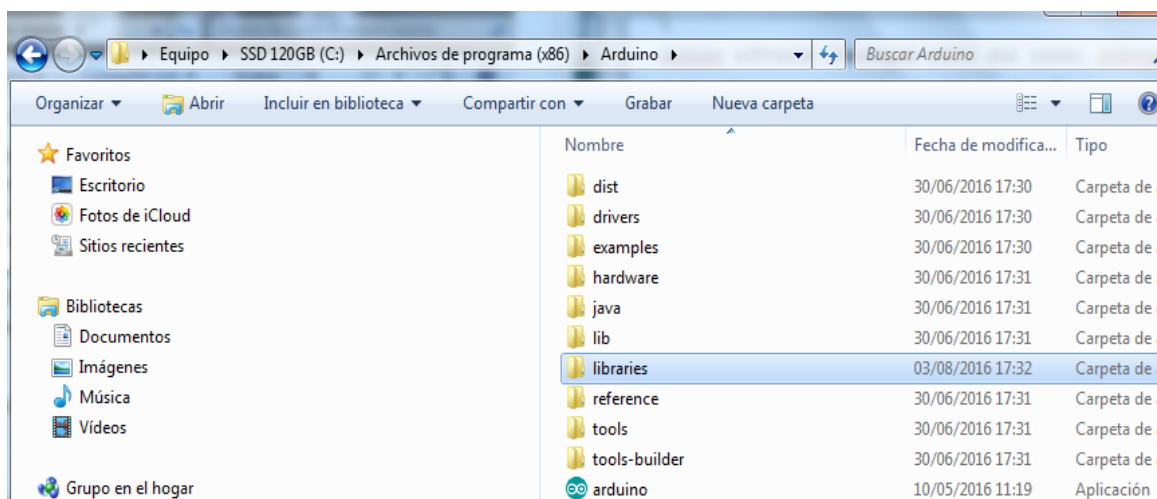 Equipo SSD 120GB (C:) Archivos de programa (x86) Arduino Buscar Arduino
Organizar Abrir Incluir en biblioteca Compartir con Grabar Nueva carpeta
Nombre Fecha de modifica... Tipo
Favoritos
Escritorio
Fotos de iCloud
Sitios recientes
Bibliotecas
Documentos
Imágenes
Música
Vídeos
Grupo en el hogar
dist 30/06/2016 17:30 Carpeta de
drivers 30/06/2016 17:30 Carpeta de
examples 30/06/2016 17:30 Carpeta de
hardware 30/06/2016 17:31 Carpeta de
java 30/06/2016 17:31 Carpeta de
lib 30/06/2016 17:31 Carpeta de
libraries 03/08/2016 17:32 Carpeta de
reference 30/06/2016 17:31 Carpeta de
tools 30/06/2016 17:31 Carpeta de
tools-builder 30/06/2016 17:31 Carpeta de
arduino 10/05/2016 11:19 Aplicación